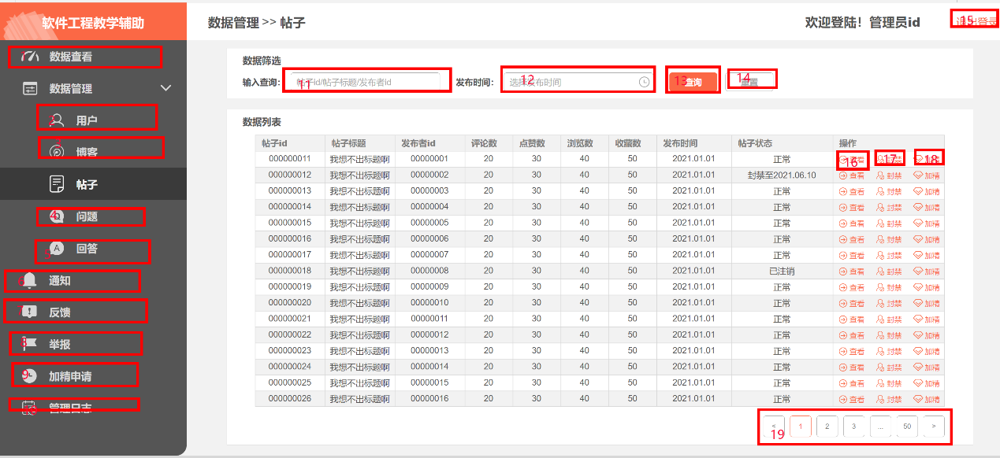 软件工程教学辅助
数据管理 >> 帖子
欢迎登陆！管理员id
15
退出登录
数据查看
数据管理
2
用户
博客
帖子
4
问题
5
回答
通知
反馈
8
举报
9
加精申请
管理日志
数据筛选
输入查询：
帖子id/帖子标题/发布者id
11
发布时间：
选择发布时间
12
13
查询
14
重置
数据列表
帖子id 帖子标题 发布者id 评论数 点赞数 浏览数 收藏数 发布时间 帖子状态 操作
000000011 我想不出标题啊 00000001 20 30 40 50 2021.01.01 正常 16 查看 17 封禁 18
000000012 我想不出标题啊 00000002 20 30 40 50 2021.01.01 封禁至2021.06.10 查看 封禁 加精
000000013 我想不出标题啊 00000003 20 30 40 50 2021.01.01 正常 查看 封禁 加精
000000014 我想不出标题啊 00000004 20 30 40 50 2021.01.01 正常 查看 封禁 加精
000000015 我想不出标题啊 00000005 20 30 40 50 2021.01.01 正常 查看 封禁 加精
000000016 我想不出标题啊 00000006 20 30 40 50 2021.01.01 正常 查看 封禁 加精
000000017 我想不出标题啊 00000007 20 30 40 50 2021.01.01 正常 查看 封禁 加精
000000018 我想不出标题啊 00000008 20 30 40 50 2021.01.01 已注销 查看 封禁 加精
000000019 我想不出标题啊 00000009 20 30 40 50 2021.01.01 正常 查看 封禁 加精
000000020 我想不出标题啊 00000010 20 30 40 50 2021.01.01 正常 查看 封禁 加精
000000021 我想不出标题啊 00000011 20 30 40 50 2021.01.01 正常 查看 封禁 加精
000000022 我想不出标题啊 00000012 20 30 40 50 2021.01.01 正常 查看 封禁 加精
000000023 我想不出标题啊 00000013 20 30 40 50 2021.01.01 正常 查看 封禁 加精
000000024 我想不出标题啊 00000014 20 30 40 50 2021.01.01 正常 查看 封禁 加精
000000025 我想不出标题啊 00000015 20 30 40 50 2021.01.01 正常 查看 封禁 加精
000000026 我想不出标题啊 00000016 20 30 40 50 2021.01.01 正常 查看 封禁 加精
< 1 2 3 ... 50 >
19